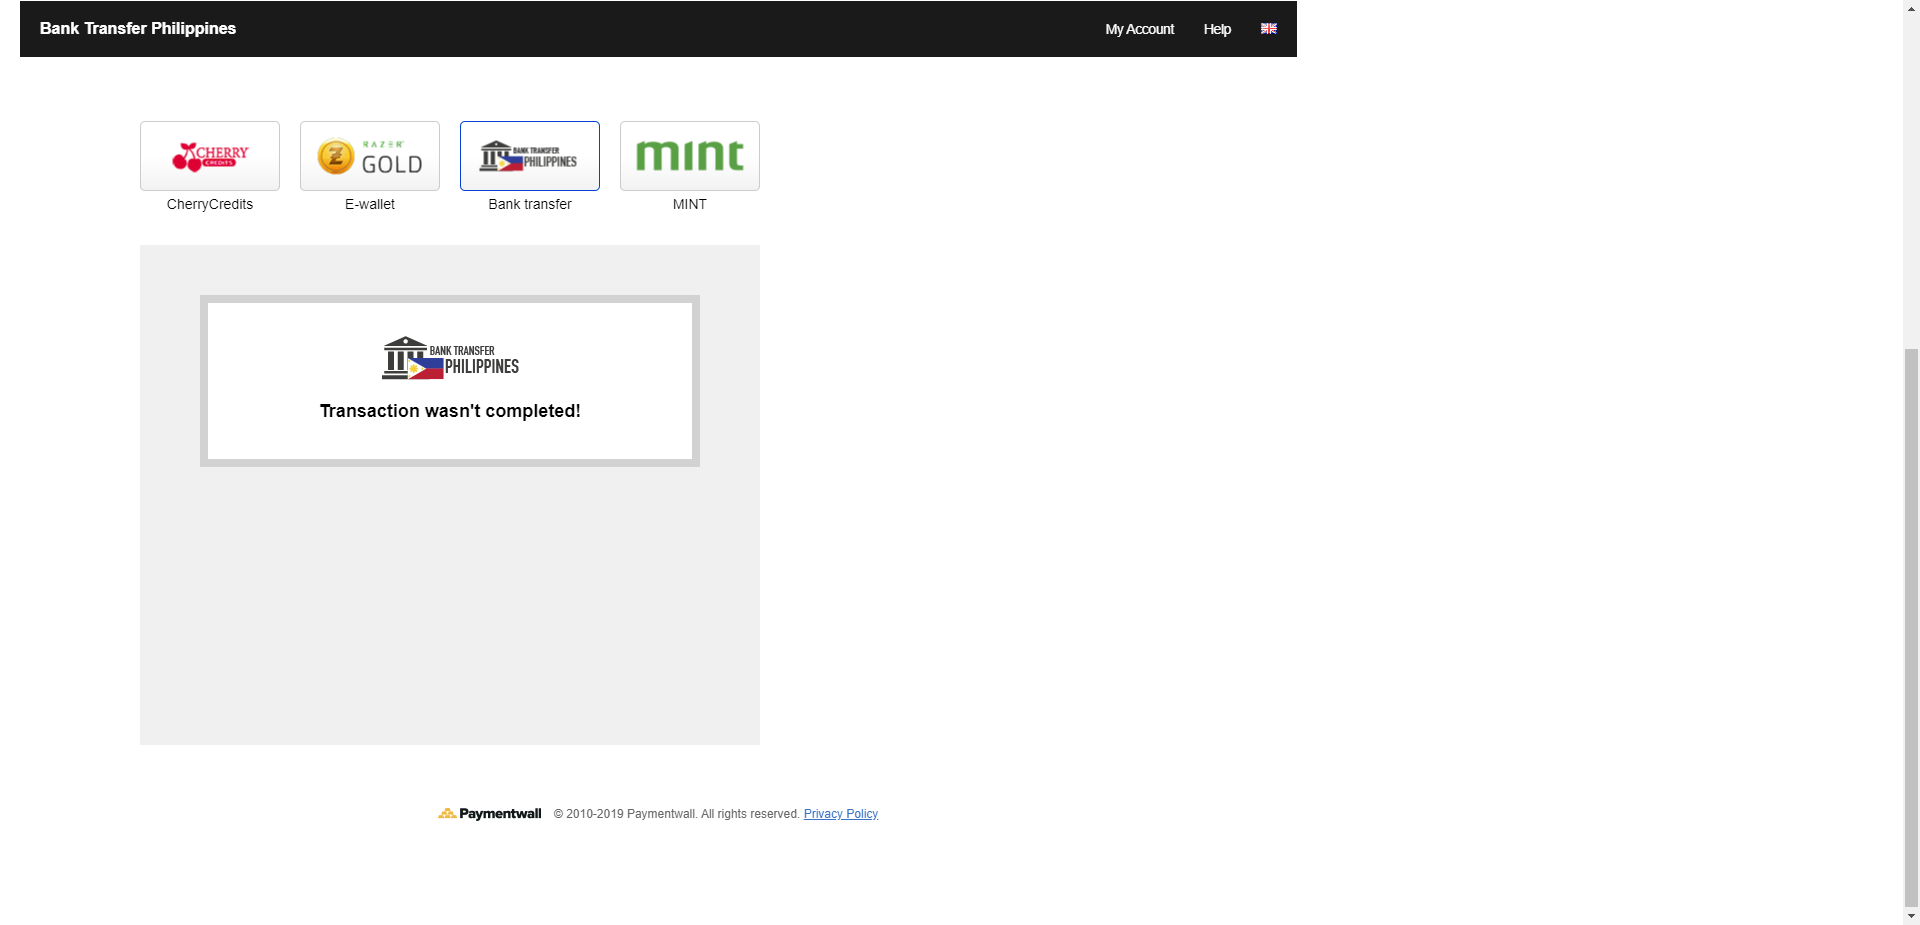 Bank Transfer Philippines
My Account Help
CHERRY
CREDITS
RAZER
GOLD
BANK TRANSFER
PHILIPPINES
mint
CherryCredits
E-wallet
Bank transfer
MINT
BANK TRANSFER
PHILIPPINES
Transaction wasn't completed!
Paymentwall © 2010-2019 Paymentwall. All rights reserved. Privacy Policy